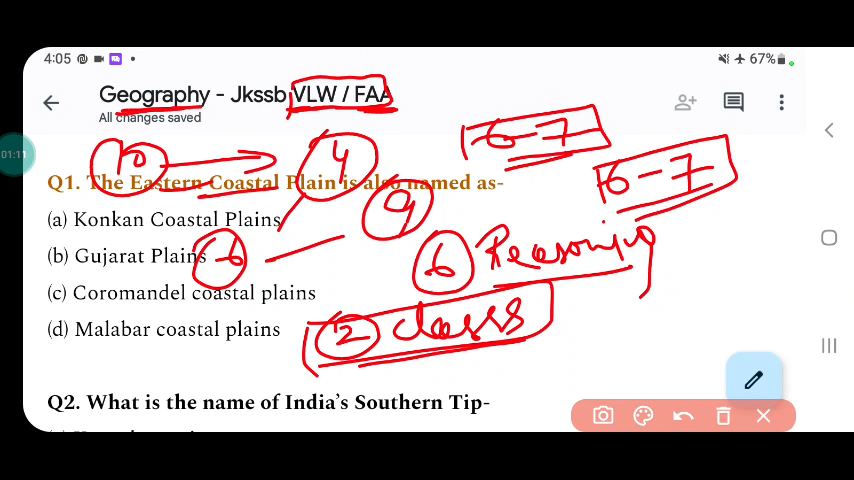 4:05 67%
Geography - Jkssb VLW / FAA
All changes saved
01:11
10 4 6-7
6-7
Q1. The Eastern Coastal Plain is also named as-
9
(a) Konkan Coastal Plains
(b) Gujarat Plains
6 Reasoning
(c) Coromandel coastal plains
2 class
(d) Malabar coastal plains
Q2. What is the name of India's Southern Tip-